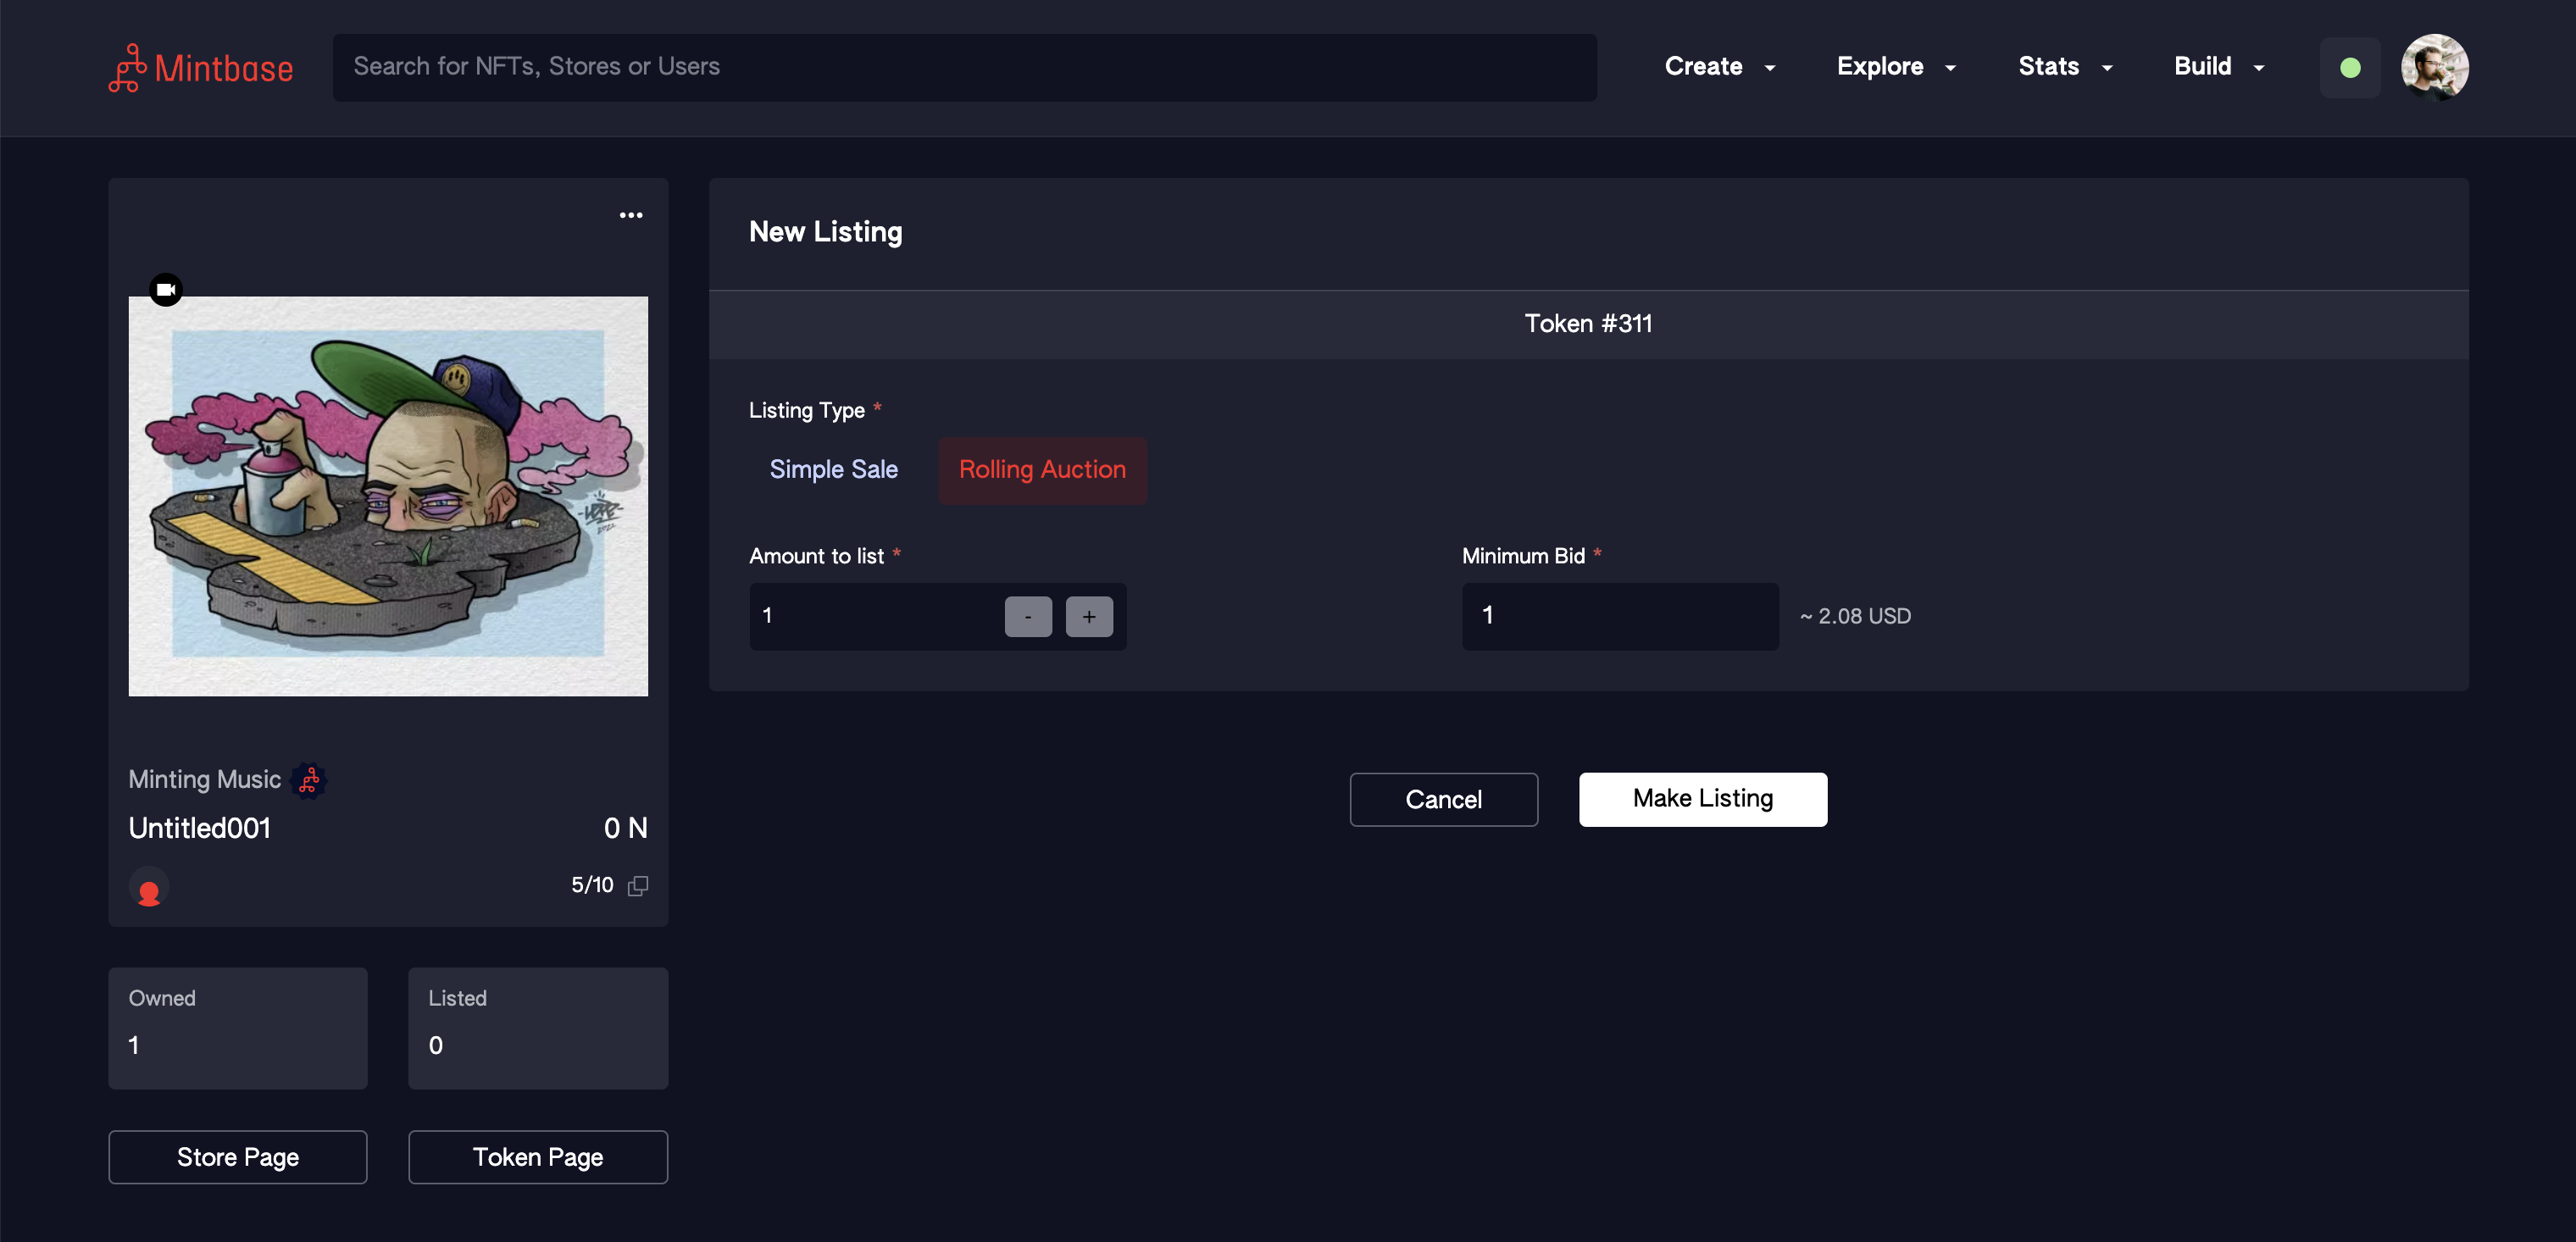 Mintbase
Search for NFTs, Stores or Users
Create
Explore
Stats
Build
New Listing
Token #311
Listing Type *
Simple Sale
Rolling Auction
Amount to list *
1
-
+
Minimum Bid *
1
~ 2.08 USD
Cancel
Make Listing
Minting Music
Untitled001
0 N
5/10
Owned
1
Listed
0
Store Page
Token Page